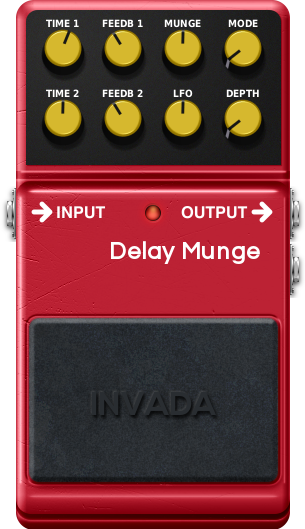 TIME 1 FEEDB 1 MUNGE MODE
TIME 2 FEEDB 2 LFO DEPTH
INPUT OUTPUT
Delay Munge
INVADA